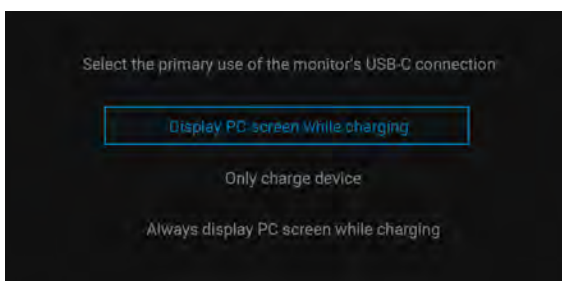 Select the primary use of the monitor's USB-C connection
Display PC screen while charging
Only charge device
Always display PC screen while charging